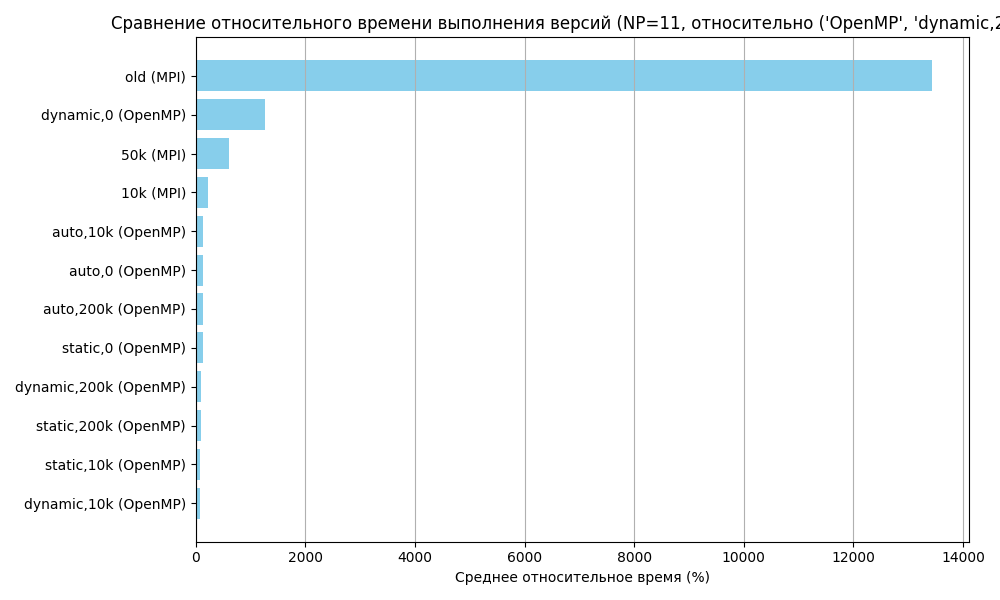 Сравнение относительного времени выполнения версий (NP=11, относительно ('OpenMP', 'dynamic,2
old (MPI)
dynamic,0 (OpenMP)
50k (MPI)
10k (MPI)
auto,10k (OpenMP)
auto,0 (OpenMP)
auto,200k (OpenMP)
static,0 (OpenMP)
dynamic,200k (OpenMP)
static,200k (OpenMP)
static,10k (OpenMP)
dynamic,10k (OpenMP)
0 2000 4000 6000 8000 10000 12000 14000
Среднее относительное время (%)